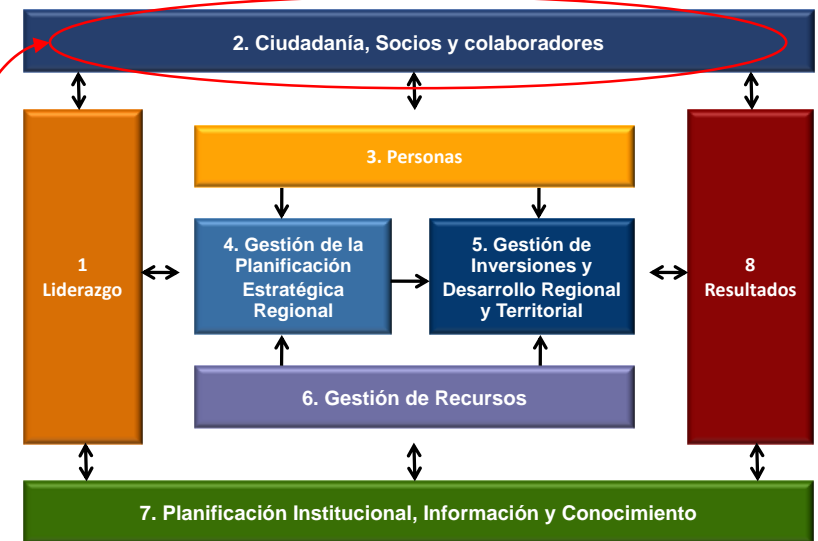 2. Ciudadanía, Socios y colaboradores
3. Personas
1
Liderazgo
4. Gestión de la
Planificación
Estratégica
Regional
5. Gestión de
Inversiones y
Desarrollo Regional
y Territorial
8
Resultados
6. Gestión de Recursos
7. Planificación Institucional, Información y Conocimiento